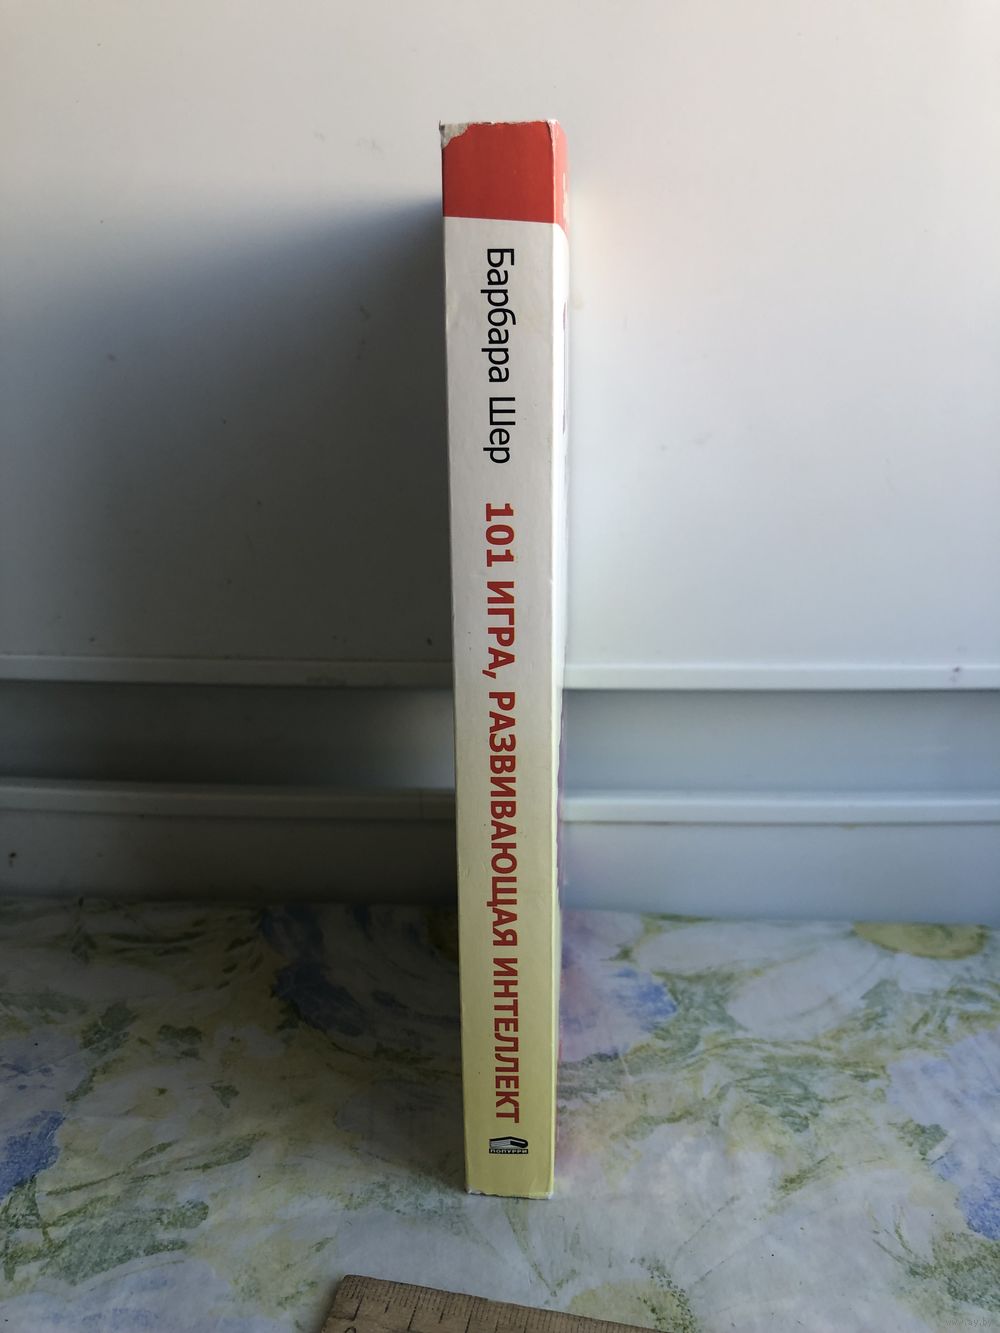 Барбара Шер
101 ИГРА, РАЗВИВАЮЩАЯ ИНТЕЛЛЕКТ
ПОПУРРИ